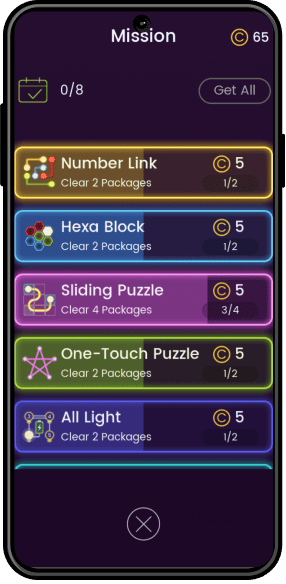 Mission
65
0/8
Get All
Number Link
5
Clear 2 Packages
1/2
Hexa Block
5
Clear 2 Packages
1/2
Sliding Puzzle
5
Clear 4 Packages
3/4
One-Touch Puzzle
5
Clear 2 Packages
1/2
All Light
5
Clear 2 Packages
1/2